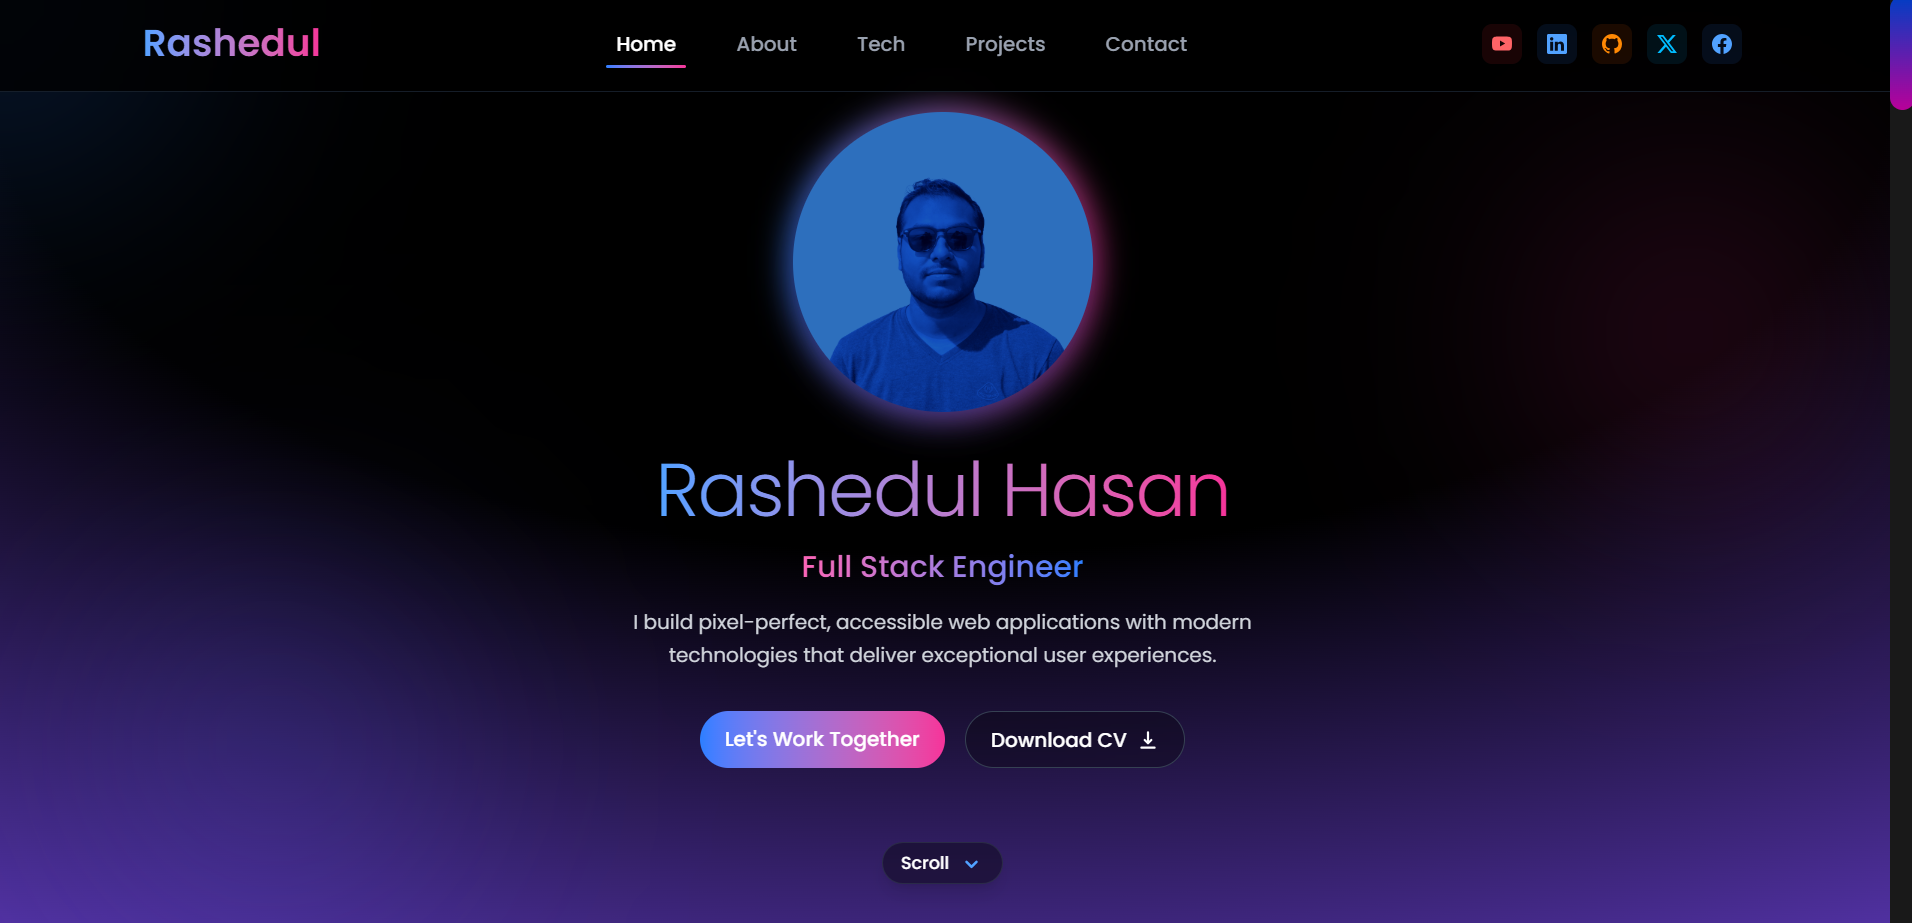 Rashedul
Home
About
Tech
Projects
Contact
Rashedul Hasan
Full Stack Engineer
I build pixel-perfect, accessible web applications with modern
technologies that deliver exceptional user experiences.
Let's Work Together
Download CV
Scroll